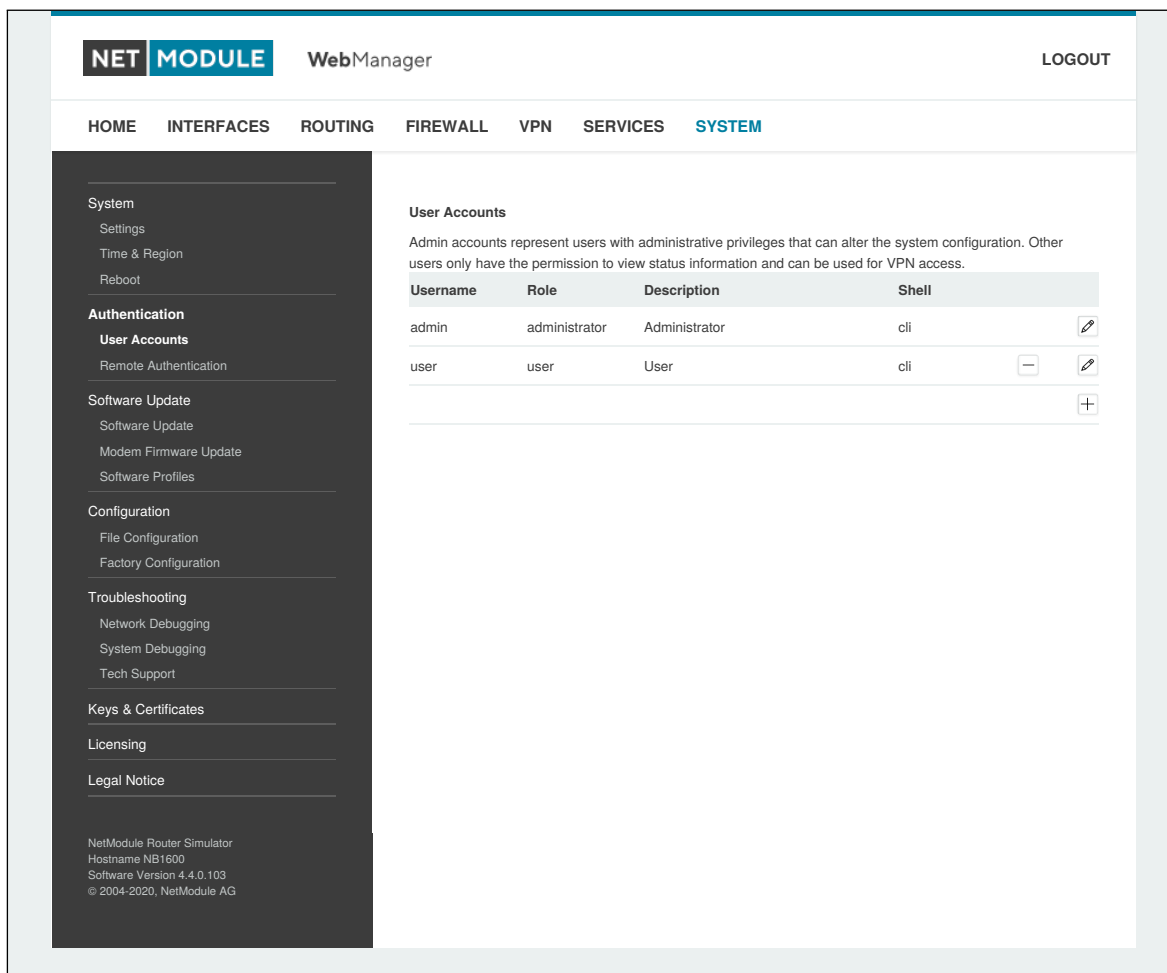 NET MODULE WebManager LOGOUT
HOME INTERFACES ROUTING FIREWALL VPN SERVICES SYSTEM
System
Settings
Time & Region
Reboot
Authentication
User Accounts
Remote Authentication
Software Update
Software Update
Modem Firmware Update
Software Profiles
Configuration
File Configuration
Factory Configuration
Troubleshooting
Network Debugging
System Debugging
Tech Support
Keys & Certificates
Licensing
Legal Notice
NetModule Router Simulator
Hostname NB1600
Software Version 4.4.0.103
© 2004-2020, NetModule AG
User Accounts
Admin accounts represent users with administrative privileges that can alter the system configuration. Other
users only have the permission to view status information and can be used for VPN access.
Username Role Description Shell
admin administrator Administrator cli
user user User cli